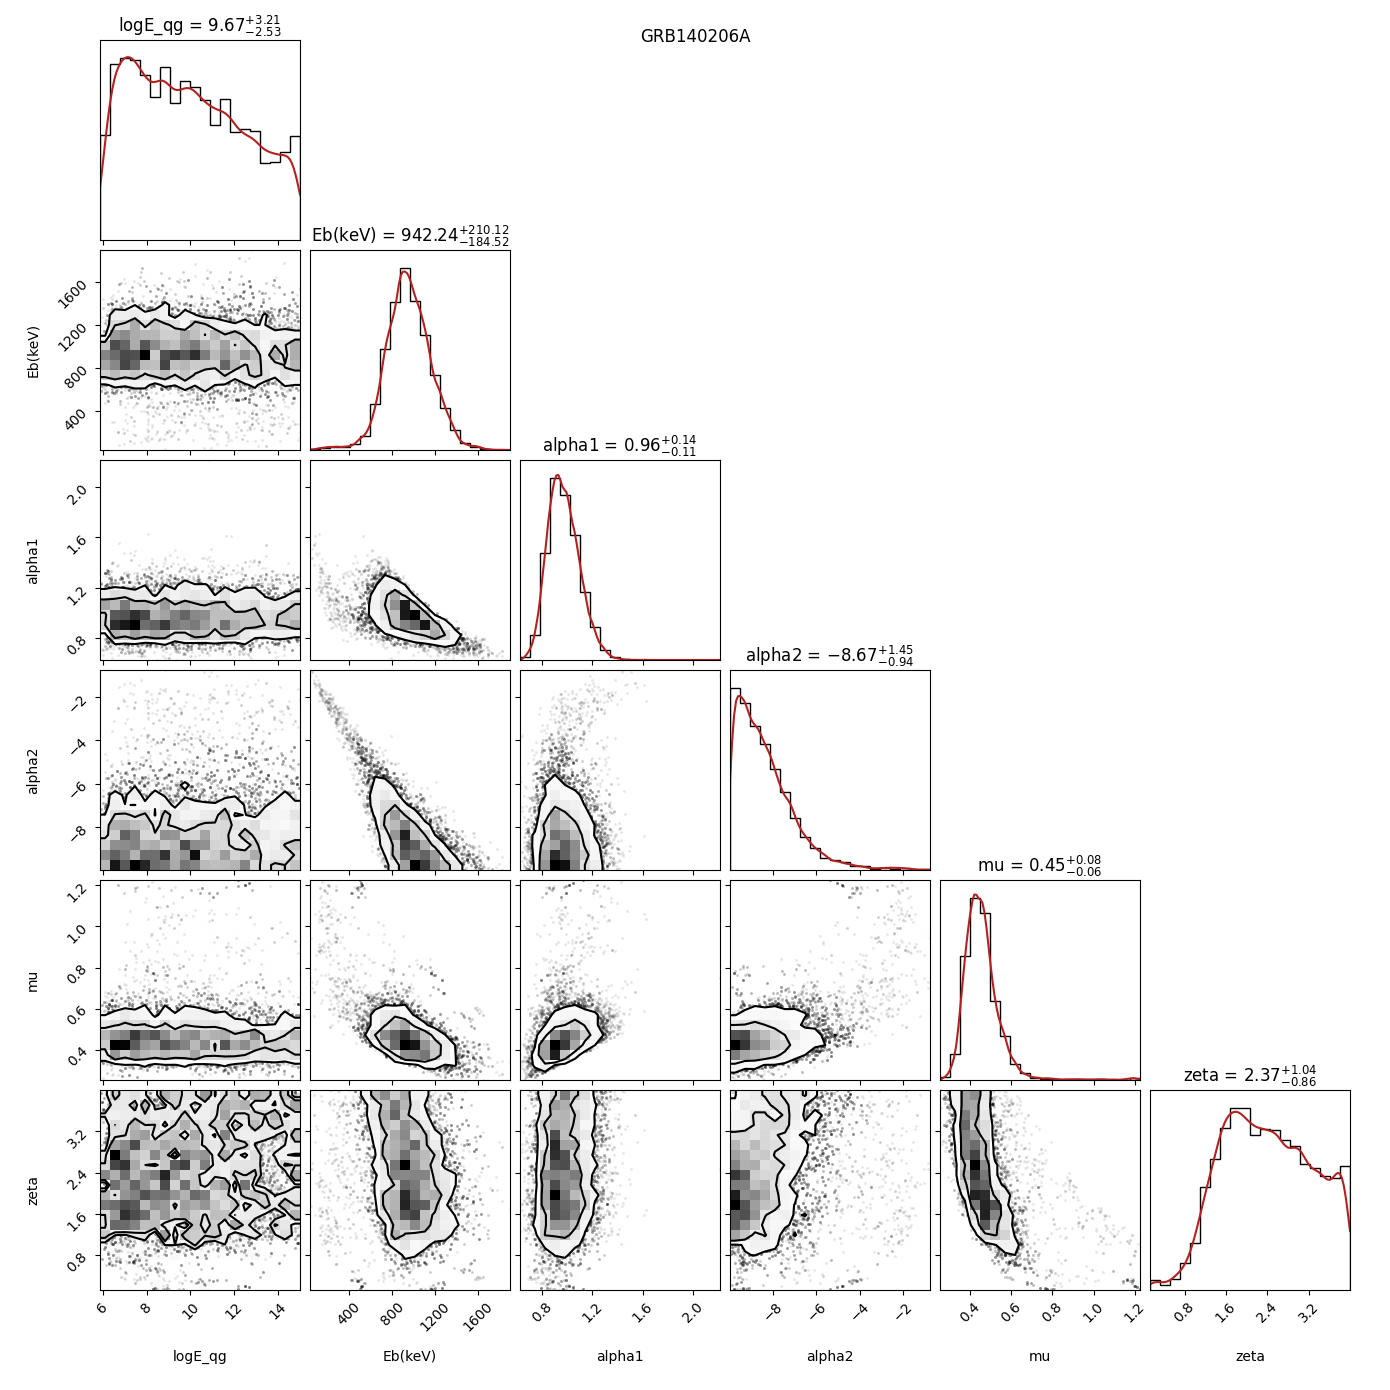 logE_qg = 9.67+3.21 −2.53
GRB140206A
Eb(keV) = 942.24+210.12 −184.52
1600
1200
800
400
Eb(keV)
alpha1 = 0.96+0.14 −0.11
2.0
1.6
1.2
0.8
alpha1
alpha2 = −8.67+1.45 −0.94
−2
−4
−6
−8
alpha2
mu = 0.45+0.08 −0.06
1.2
1.0
0.8
0.6
0.4
mu
zeta = 2.37+1.04 −0.86
3.2
2.4
1.6
0.8
zeta
6 8 10 12 14 400 800 1200 1600 0.8 1.2 1.6 2.0 −8 −6 −4 −2 0.4 0.6 0.8 1.0 1.2 0.8 1.6 2.4 3.2
logE_qg Eb(keV) alpha1 alpha2 mu zeta